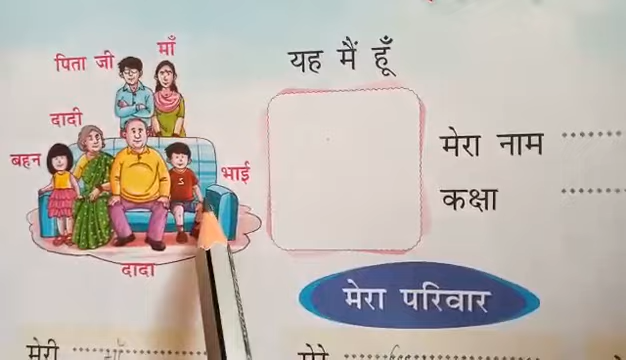 पिता जी
माँ
दादी
बहन
भाई
दादा
यह मैं हूँ
मेरा नाम
कक्षा
मेरा परिवार
मेरी